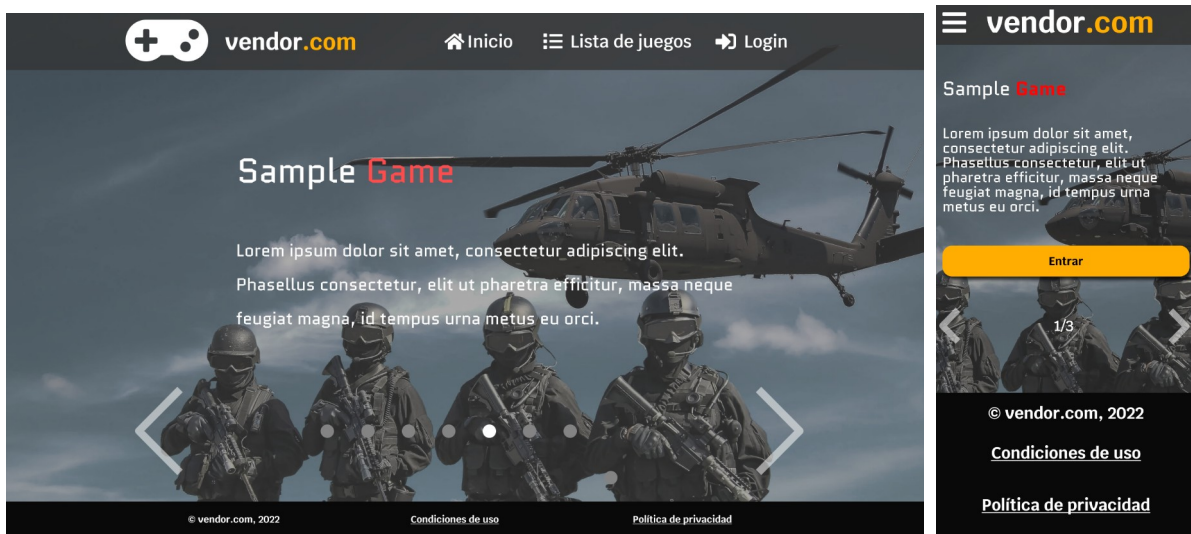 vendor.com
Inicio
Lista de juegos
Login
Sample Game
Lorem ipsum dolor sit amet, consectetur adipiscing elit.
Phasellus consectetur, elit ut pharetra efficitur, massa neque
feugiat magna, id tempus urna metus eu orci.
© vendor.com, 2022
Condiciones de uso
Política de privacidad
vendor.com
Sample Game
Lorem ipsum dolor sit amet,
consectetur adipiscing elit.
Phasellus consectetur, elit ut
pharetra efficitur, massa neque
feugiat magna, id tempus urna
metus eu orci.
Entrar
1/3
© vendor.com, 2022
Condiciones de uso
Política de privacidad